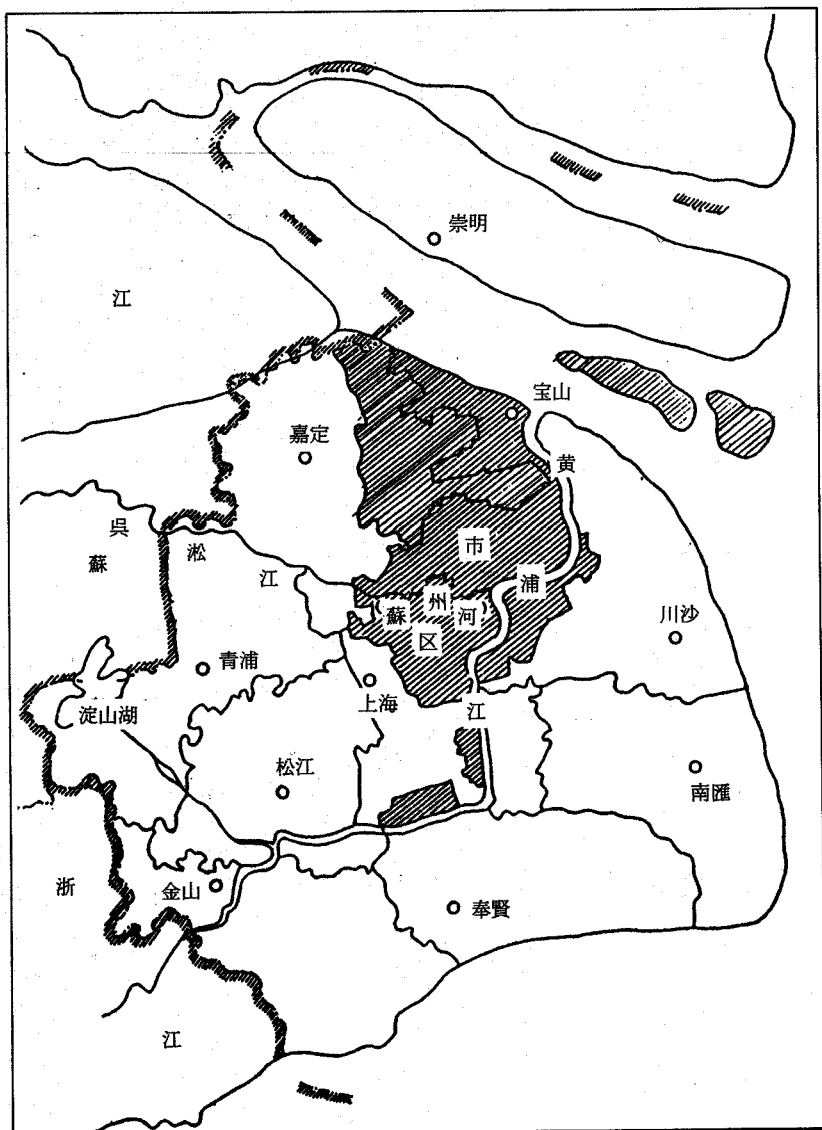 崇明
江
宝山
嘉定
黄
呉
淞
江
蘇
市
浦
蘇州河
区
川沙
青浦
上海
淀山湖
江
松江
南匯
浙
金山
奉賢
江